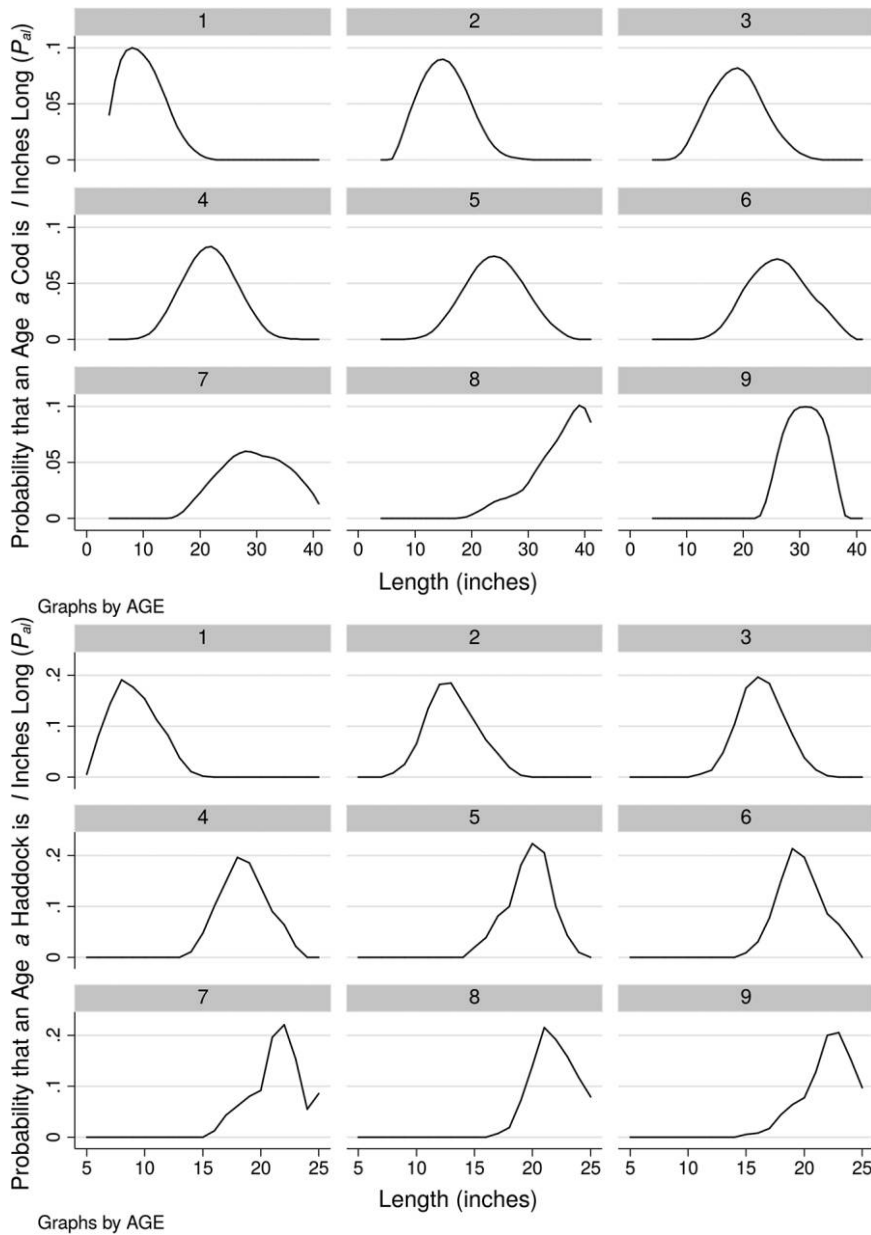 Probability that an Age a Cod is l Inches Long (Pal)
1 2 3
.1
.05
0
4 5 6
.1
.05
0
7 8 9
.1
.05
0
0 10 20 30 40 0 10 20 30 40 0 10 20 30 40
Length (inches)
Graphs by AGE
Probability that an Age a Haddock is l Inches Long (Pal)
1 2 3
.2
.1
0
4 5 6
.2
.1
0
7 8 9
.2
.1
0
5 10 15 20 25 5 10 15 20 25 5 10 15 20 25
Length (inches)
Graphs by AGE